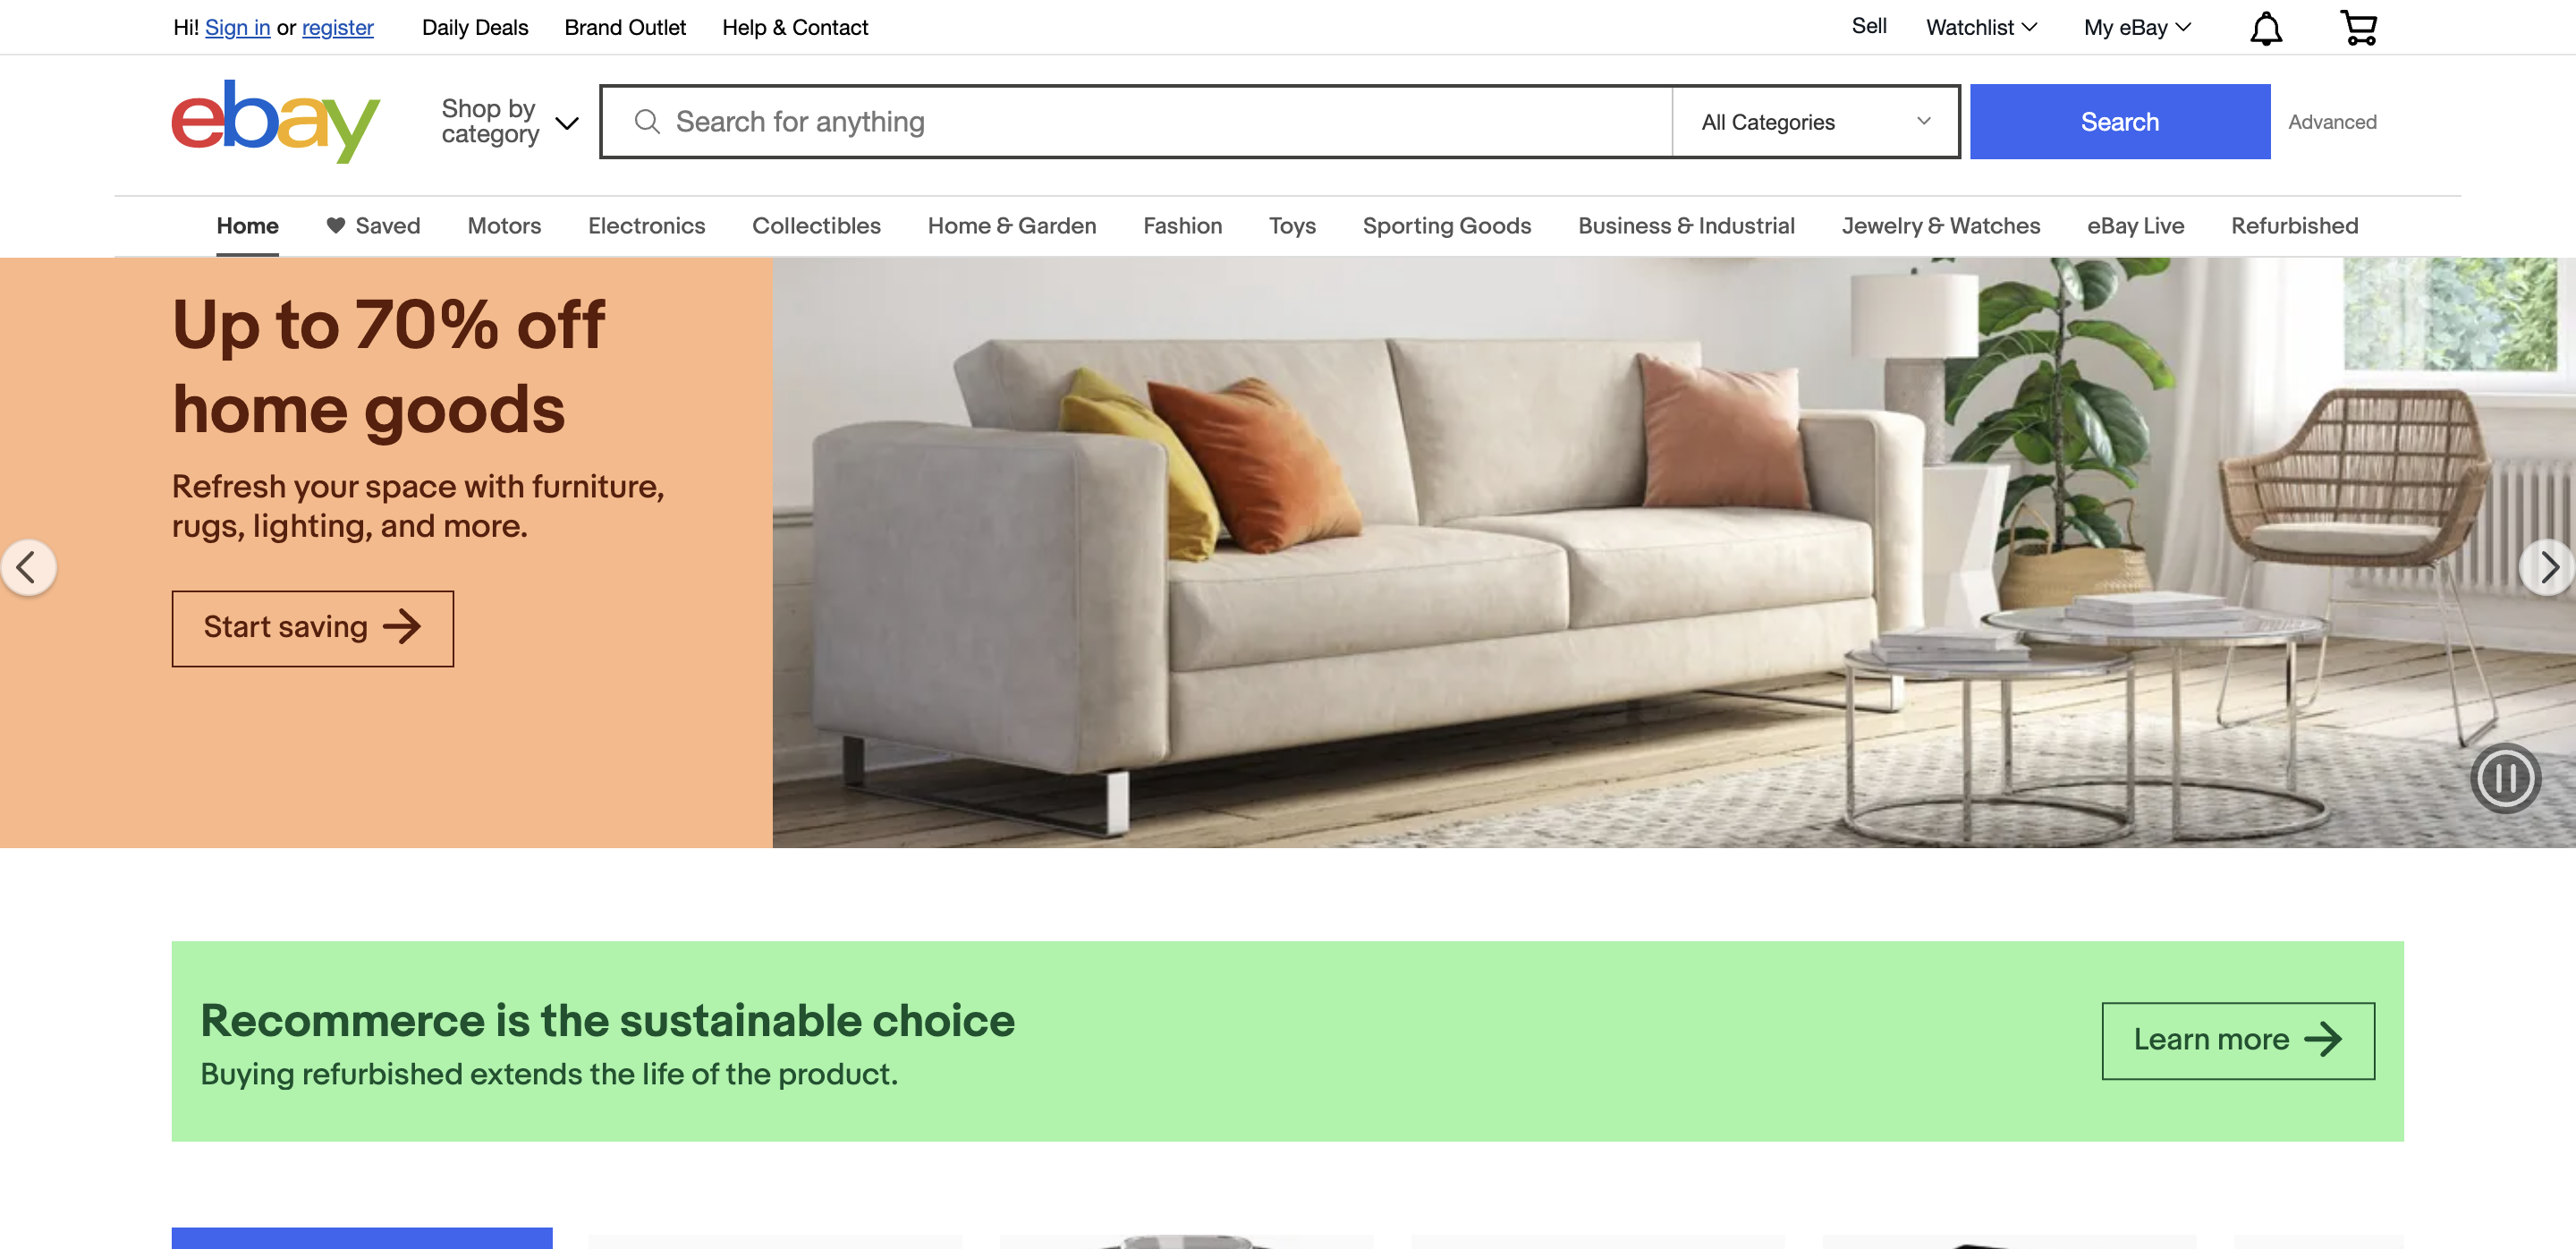 Hi! Sign in or register Daily Deals Brand Outlet Help & Contact Sell Watchlist My eBay
ebay
Shop by
category
Search for anything
All Categories
Search
Advanced
Home Saved Motors Electronics Collectibles Home & Garden Fashion Toys Sporting Goods Business & Industrial Jewelry & Watches eBay Live Refurbished
Up to 70% off
home goods
Refresh your space with furniture,
rugs, lighting, and more.
Start saving
Recommerce is the sustainable choice
Buying refurbished extends the life of the product.
Learn more